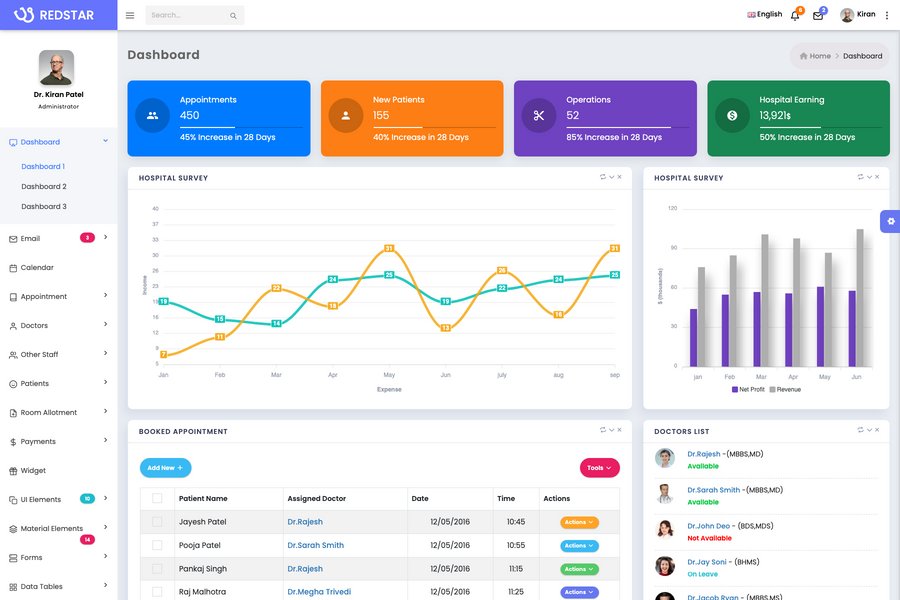 REDSTAR
Search...
English
6
2
Kiran
Dr. Kiran Patel
Administrator
Dashboard
Dashboard 1
Dashboard 2
Dashboard 3
Email
3
Calendar
Appointment
Doctors
Other Staff
Patients
Room Allotment
Payments
Widget
UI Elements
10
Material Elements
14
Forms
Data Tables
Dashboard
Home > Dashboard
Appointments
450
45% Increase in 28 Days
New Patients
155
40% Increase in 28 Days
Operations
52
85% Increase in 28 Days
Hospital Earning
13,921$
50% Increase in 28 Days
HOSPITAL SURVEY
40
37
33
30
26
23
19
16
12
9
5
Income
19 15 14 24 25 19 22 24 25
7 11 22 18 31 13 26 16 31
Jan Feb Mar Apr May Jun july aug sep
Expense
HOSPITAL SURVEY
120
90
60
30
0
$ (thousands)
jan Feb Mar Apr May Jun
Net Profit Revenue
BOOKED APPOINTMENT
Add New +
Tools
Patient Name Assigned Doctor Date Time Actions
Jayesh Patel Dr.Rajesh 12/05/2016 10:45 Actions
Pooja Patel Dr.Sarah Smith 12/05/2016 10:55 Actions
Pankaj Singh Dr.Rajesh 12/05/2016 11:15 Actions
Raj Malhotra Dr.Megha Trivedi 12/05/2016 11:25 Actions
DOCTORS LIST
Dr.Rajesh -(MBBS,MD)
Available
Dr.Sarah Smith -(MBBS,MD)
Available
Dr.John Deo - (BDS,MDS)
Not Available
Dr.Jay Soni - (BHMS)
On Leave
Dr.Jacob Ryan - (MBBS,MS)